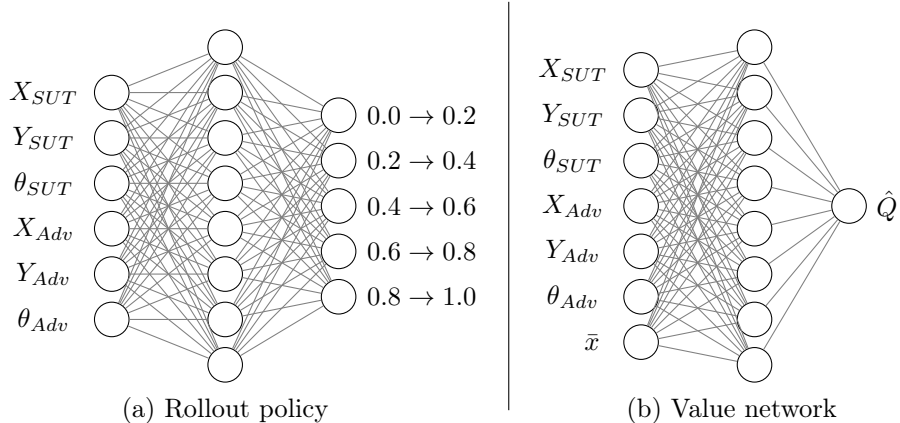 X_SUT
Y_SUT
θ_SUT
X_Adv
Y_Adv
θ_Adv
0.0 → 0.2
0.2 → 0.4
0.4 → 0.6
0.6 → 0.8
0.8 → 1.0
(a) Rollout policy
X_SUT
Y_SUT
θ_SUT
X_Adv
Y_Adv
θ_Adv
x̄
Q̂
(b) Value network